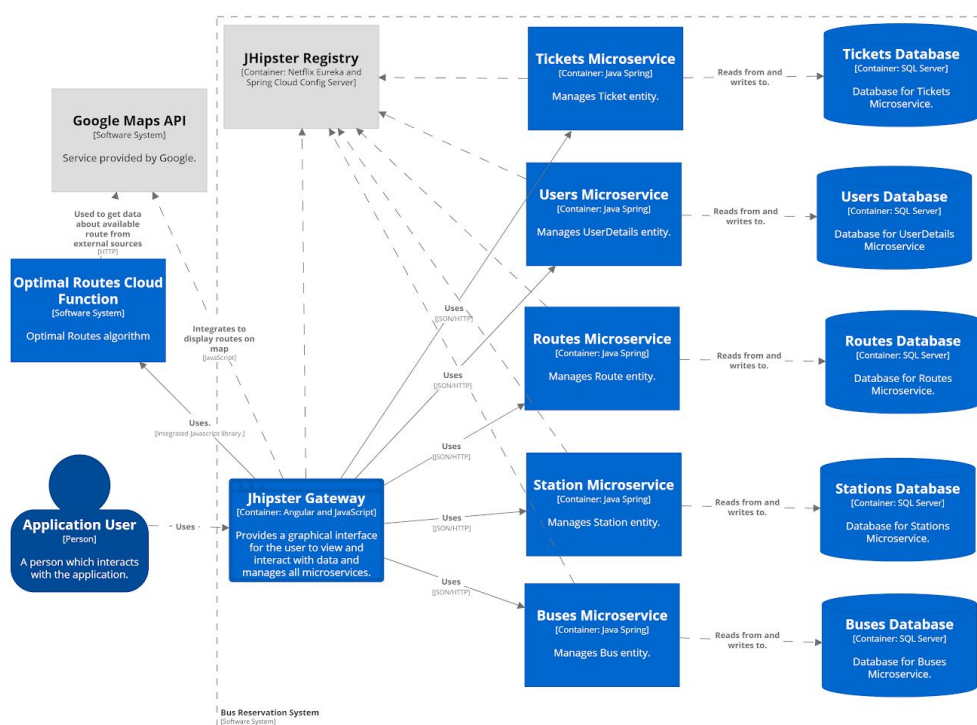 JHipster Registry
[Container: Netflix Eureka and
Spring Cloud Config Server]
Tickets Microservice
[Container: Java Spring]
Manages Ticket entity.
Reads from and
writes to.
Tickets Database
[Container: SQL Server]
Database for Tickets
Microservice.
Google Maps API
[Software System]
Service provided by Google.
Users Microservice
[Container: Java Spring]
Manages UserDetails entity.
Reads from and
writes to.
Users Database
[Container: SQL Server]
Database for UserDetails
Microservice
Used to get data
about available
route from
external sources
[HTTP]
Optimal Routes Cloud
Function
[Software System]
Optimal Routes algorithm
Integrates to
display routes on
map
[JavaScript]
Uses
[JSON/HTTP]
Routes Microservice
[Container: Java Spring]
Manages Route entity.
Reads from and
writes to.
Routes Database
[Container: SQL Server]
Database for Routes
Microservice.
Uses
[JSON/HTTP]
Uses.
[Integrated Javascript library.]
Uses
[JSON/HTTP]
Station Microservice
[Container: Java Spring]
Manages Station entity.
Reads from and
writes to.
Stations Database
[Container: SQL Server]
Database for Stations
Microservice.
Application User
[Person]
A person which interacts
with the application.
Uses
Jhipster Gateway
[Container: Angular and JavaScript]
Provides a graphical interface
for the user to view and
interact with data and
manages all microservices.
Uses
[JSON/HTTP]
Uses
[JSON/HTTP]
Buses Microservice
[Container: Java Spring]
Manages Bus entity.
Reads from and
writes to.
Buses Database
[Container: SQL Server]
Database for Buses
Microservice.
Bus Reservation System
[Software System]